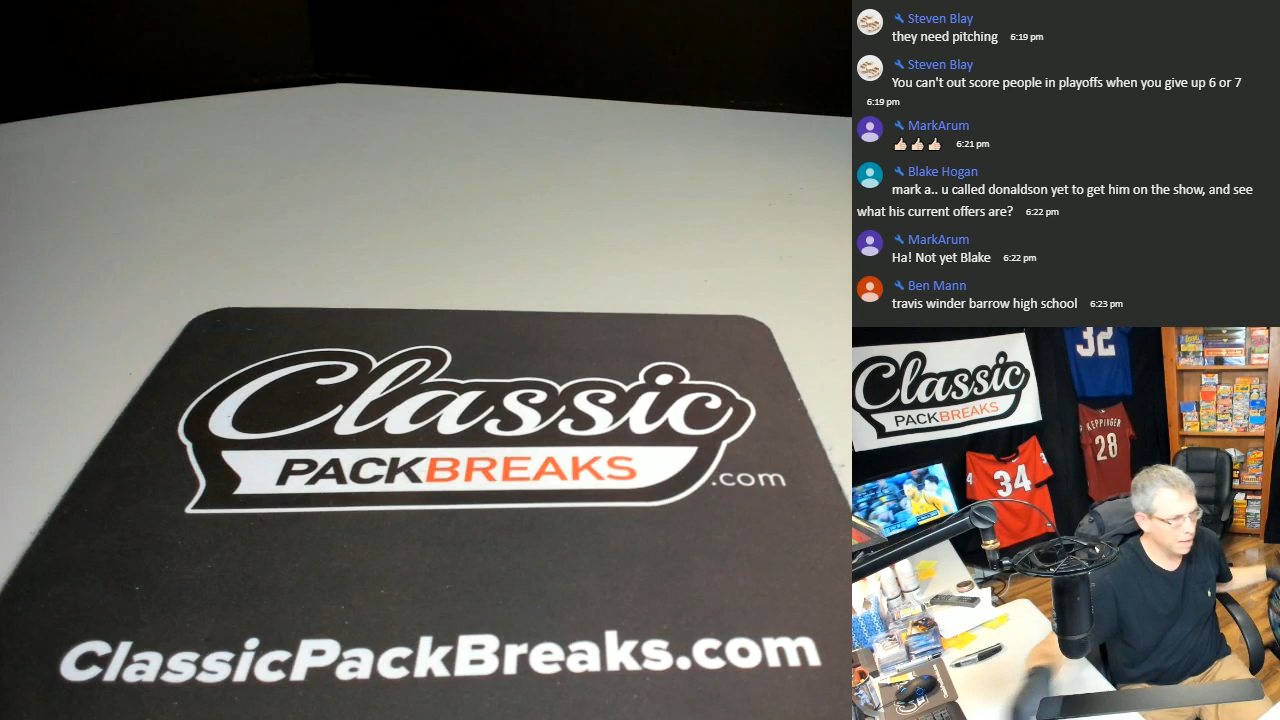 Steven Blay
they need pitching 6:19 pm
Steven Blay
You can't out score people in playoffs when you give up 6 or 7
6:19 pm
MarkArum
6:21 pm
Blake Hogan
mark a.. u called donaldson yet to get him on the show, and see
what his current offers are? 6:22 pm
MarkArum
Ha! Not yet Blake 6:22 pm
Ben Mann
travis winder barrow high school 6:23 pm
Classic
PACKBREAKS
.com
ClassicPackBreaks.com
Classic
PACKBREAKS
32
KEPPINGER
28
34